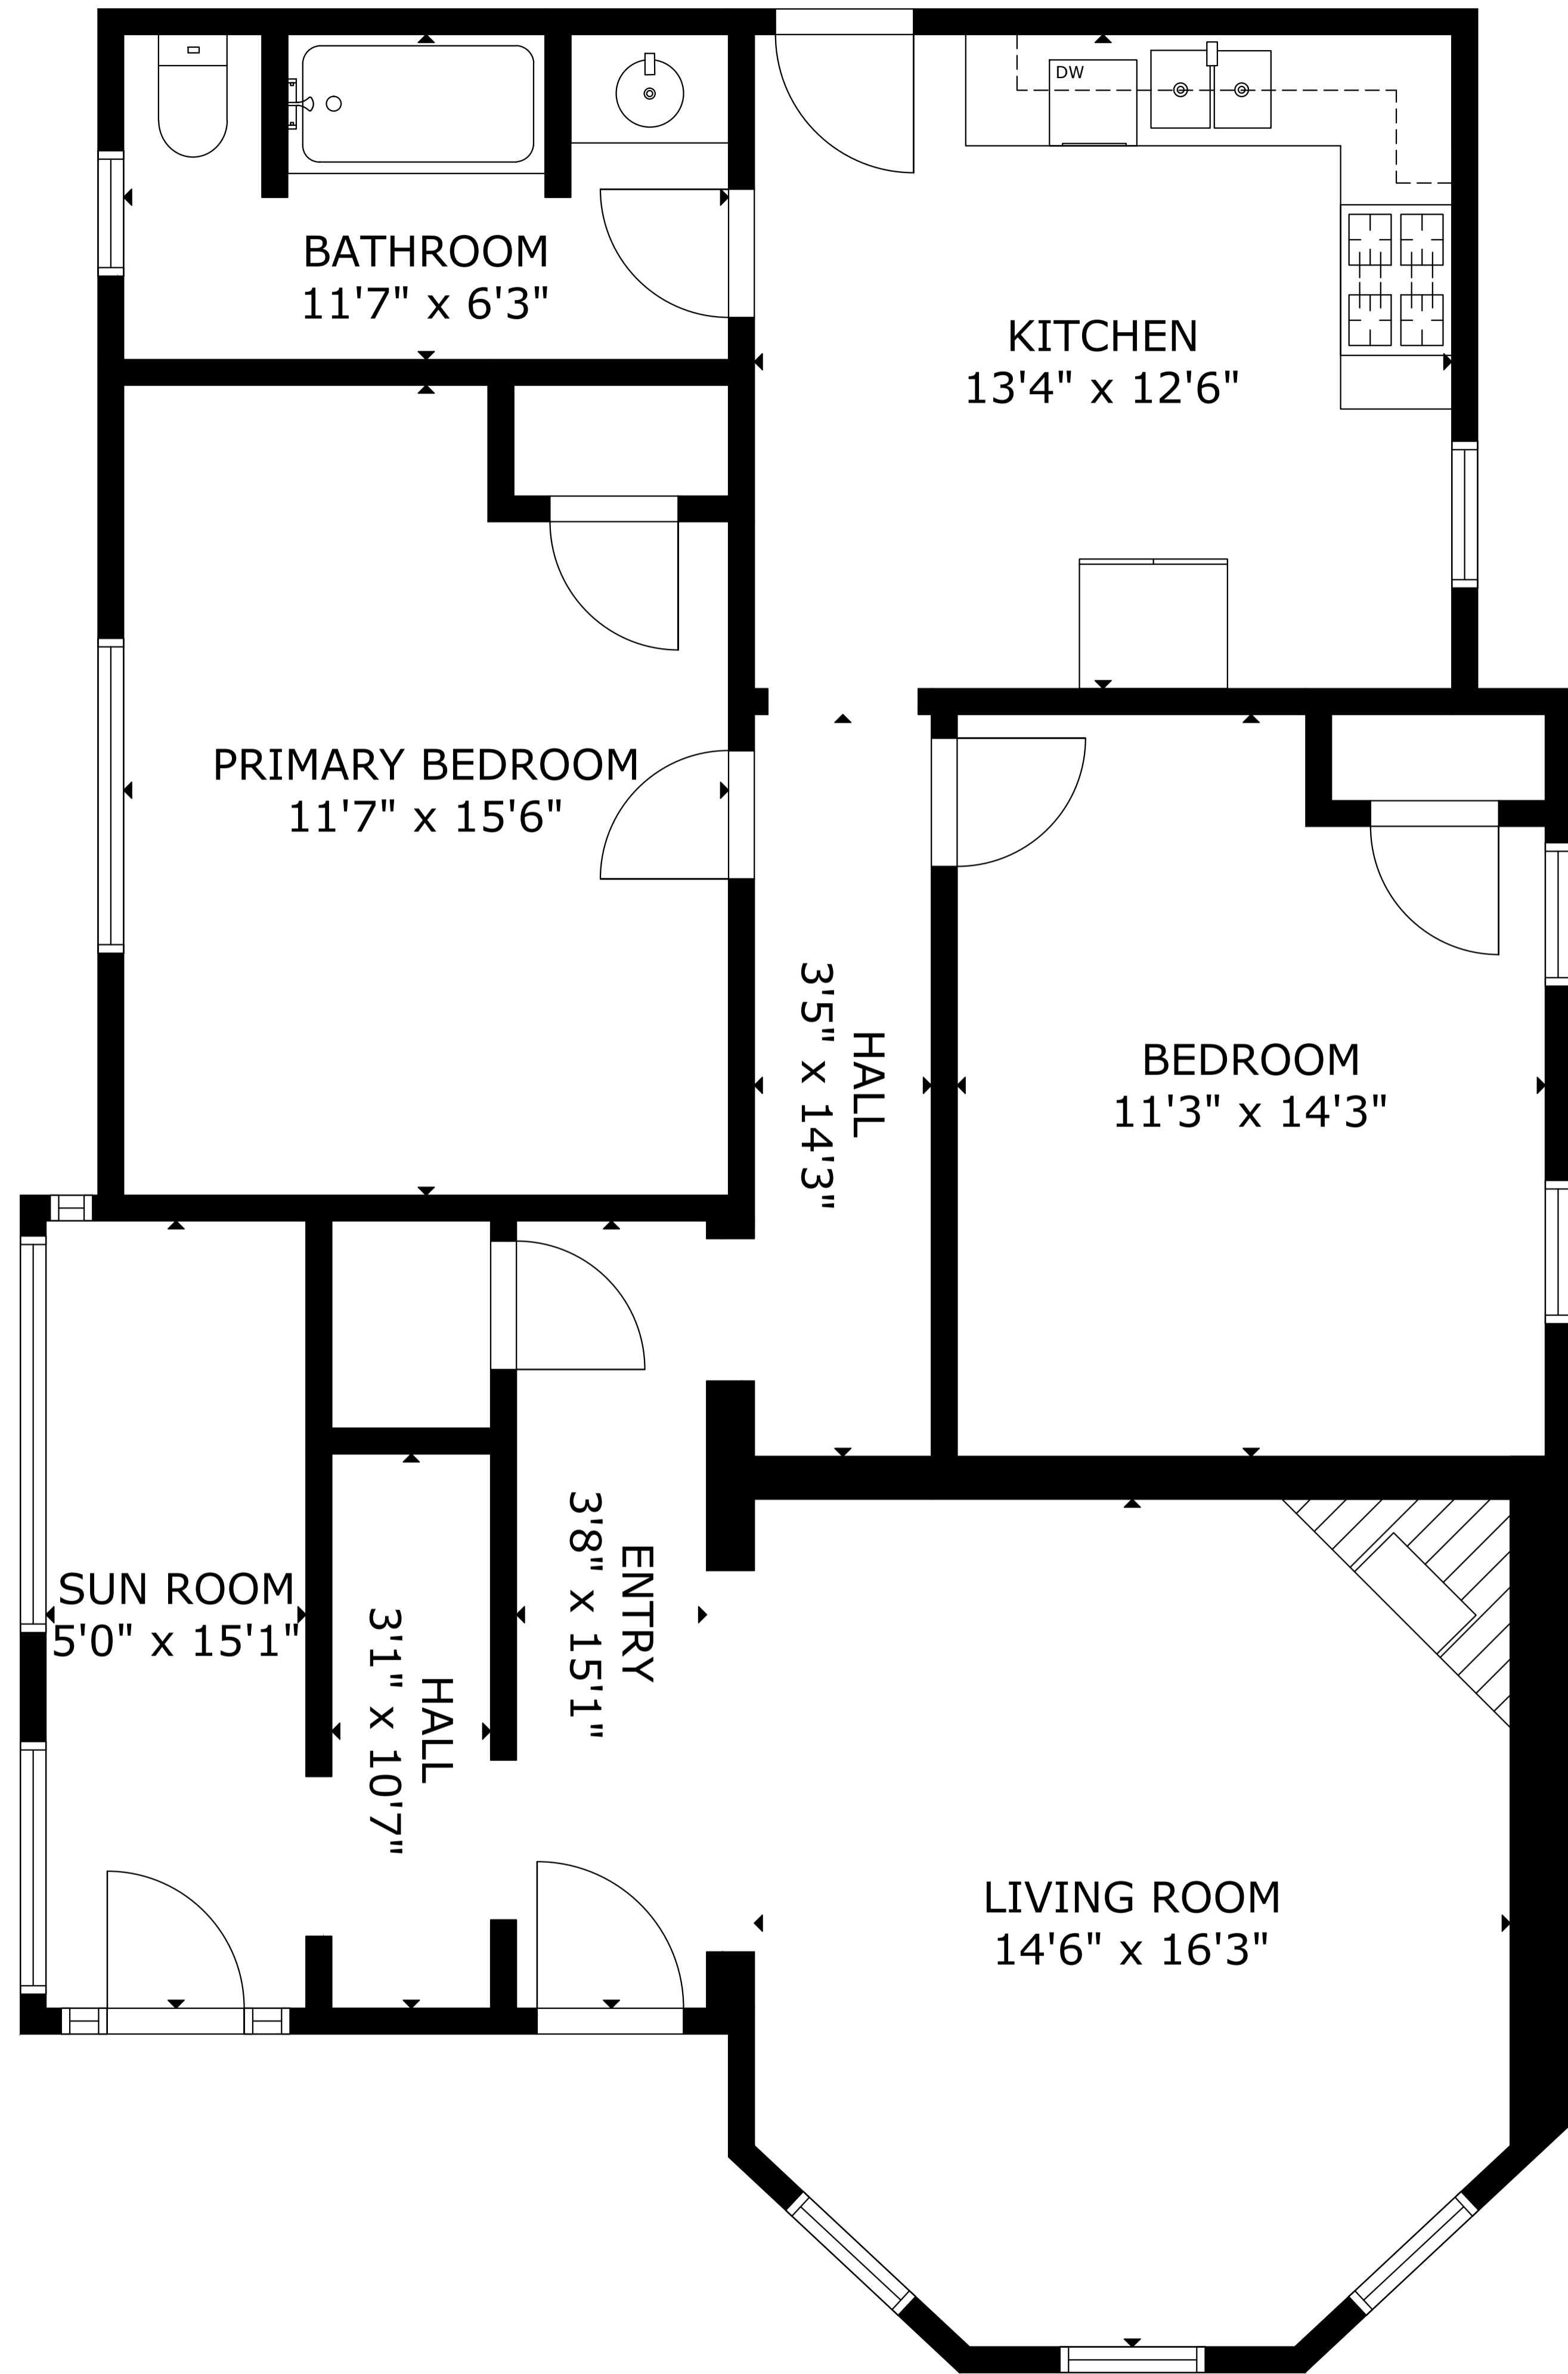 DW
BATHROOM
11'7" x 6'3"
KITCHEN
13'4" x 12'6"
PRIMARY BEDROOM
11'7" x 15'6"
HALL
3'5" x 14'3"
BEDROOM
11'3" x 14'3"
SUN ROOM
5'0" x 15'1"
HALL
3'1" x 10'7"
ENTRY
3'8" x 15'1"
LIVING ROOM
14'6" x 16'3"